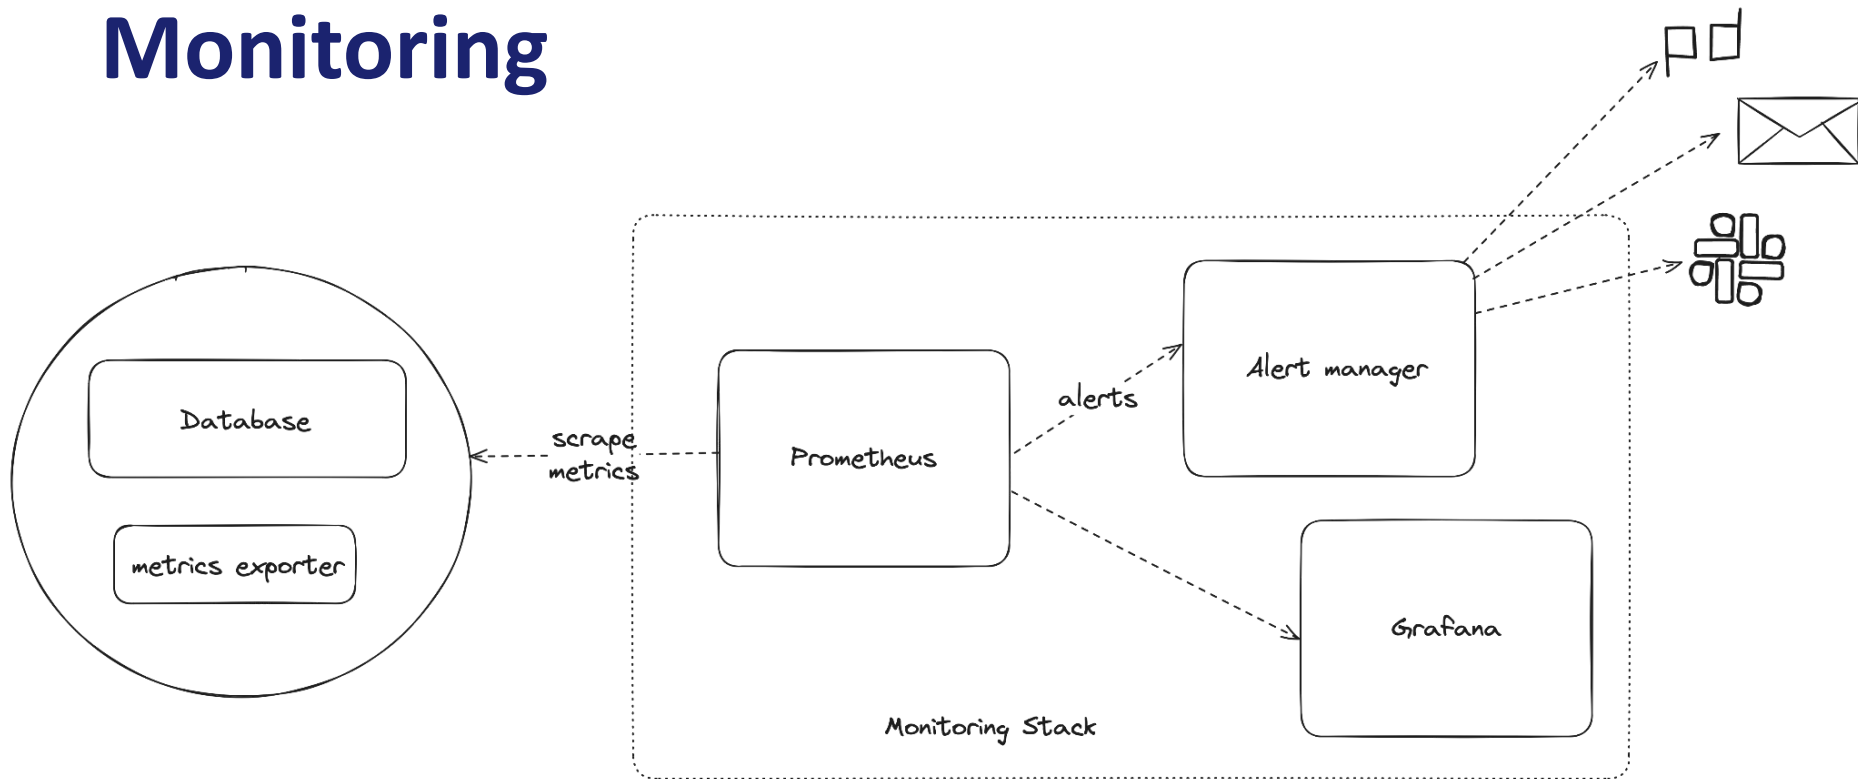 Monitoring
Database
metrics exporter
scrape
metrics
Prometheus
alerts
Alert manager
Grafana
Monitoring Stack